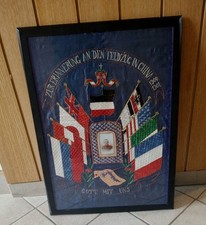 ZUR ERINNERUNG AN DEN FELDZUG IN CHINA
GOTT MIT UNS